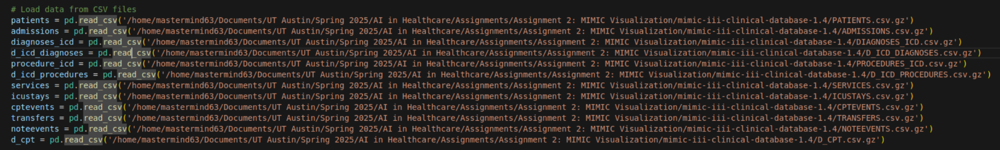 # Load data from CSV files
patients = pd.read_csv('/home/mastermind63/Documents/UT Austin/Spring 2025/AI in Healthcare/Assignments/Assignment 2: MIMIC Visualization/mimic-iii-clinical-database-1.4/PATIENTS.csv.gz')
admissions = pd.read_csv('/home/mastermind63/Documents/UT Austin/Spring 2025/AI in Healthcare/Assignments/Assignment 2: MIMIC Visualization/mimic-iii-clinical-database-1.4/ADMISSIONS.csv.gz')
diagnoses_icd = pd.read_csv('/home/mastermind63/Documents/UT Austin/Spring 2025/AI in Healthcare/Assignments/Assignment 2: MIMIC Visualization/mimic-iii-clinical-database-1.4/DIAGNOSES_ICD.csv.gz')
d_icd_diagnoses = pd.read_csv('/home/mastermind63/Documents/UT Austin/Spring 2025/AI in Healthcare/Assignments/Assignment 2: MIMIC Visualization/mimic-iii-clinical-database-1.4/D_ICD_DIAGNOSES.csv.gz')
procedure_icd = pd.read_csv('/home/mastermind63/Documents/UT Austin/Spring 2025/AI in Healthcare/Assignments/Assignment 2: MIMIC Visualization/mimic-iii-clinical-database-1.4/PROCEDURES_ICD.csv.gz')
d_icd_procedures = pd.read_csv('/home/mastermind63/Documents/UT Austin/Spring 2025/AI in Healthcare/Assignments/Assignment 2: MIMIC Visualization/mimic-iii-clinical-database-1.4/D_ICD_PROCEDURES.csv.gz')
services = pd.read_csv('/home/mastermind63/Documents/UT Austin/Spring 2025/AI in Healthcare/Assignments/Assignment 2: MIMIC Visualization/mimic-iii-clinical-database-1.4/SERVICES.csv.gz')
icustays = pd.read_csv('/home/mastermind63/Documents/UT Austin/Spring 2025/AI in Healthcare/Assignments/Assignment 2: MIMIC Visualization/mimic-iii-clinical-database-1.4/ICUSTAYS.csv.gz')
cptevents = pd.read_csv('/home/mastermind63/Documents/UT Austin/Spring 2025/AI in Healthcare/Assignments/Assignment 2: MIMIC Visualization/mimic-iii-clinical-database-1.4/CPTEVENTS.csv.gz')
transfers = pd.read_csv('/home/mastermind63/Documents/UT Austin/Spring 2025/AI in Healthcare/Assignments/Assignment 2: MIMIC Visualization/mimic-iii-clinical-database-1.4/TRANSFERS.csv.gz')
noteevents = pd.read_csv('/home/mastermind63/Documents/UT Austin/Spring 2025/AI in Healthcare/Assignments/Assignment 2: MIMIC Visualization/mimic-iii-clinical-database-1.4/NOTEEVENTS.csv.gz')
d_cpt = pd.read_csv('/home/mastermind63/Documents/UT Austin/Spring 2025/AI in Healthcare/Assignments/Assignment 2: MIMIC Visualization/mimic-iii-clinical-database-1.4/D_CPT.csv.gz')